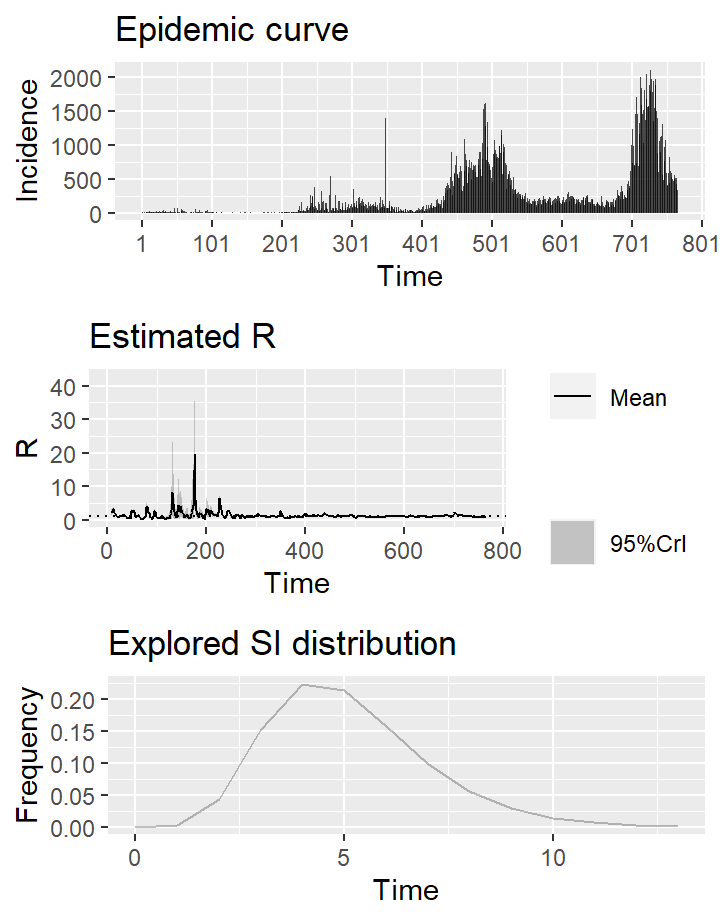 Epidemic curve
Incidence
2000
1500
1000
500
0
1 101 201 301 401 501 601 701 801
Time
Estimated R
R
40
30
20
10
0
0 200 400 600 800
Time
Mean
95%CrI
Explored SI distribution
Frequency
0.20
0.15
0.10
0.05
0.00
0 5 10
Time